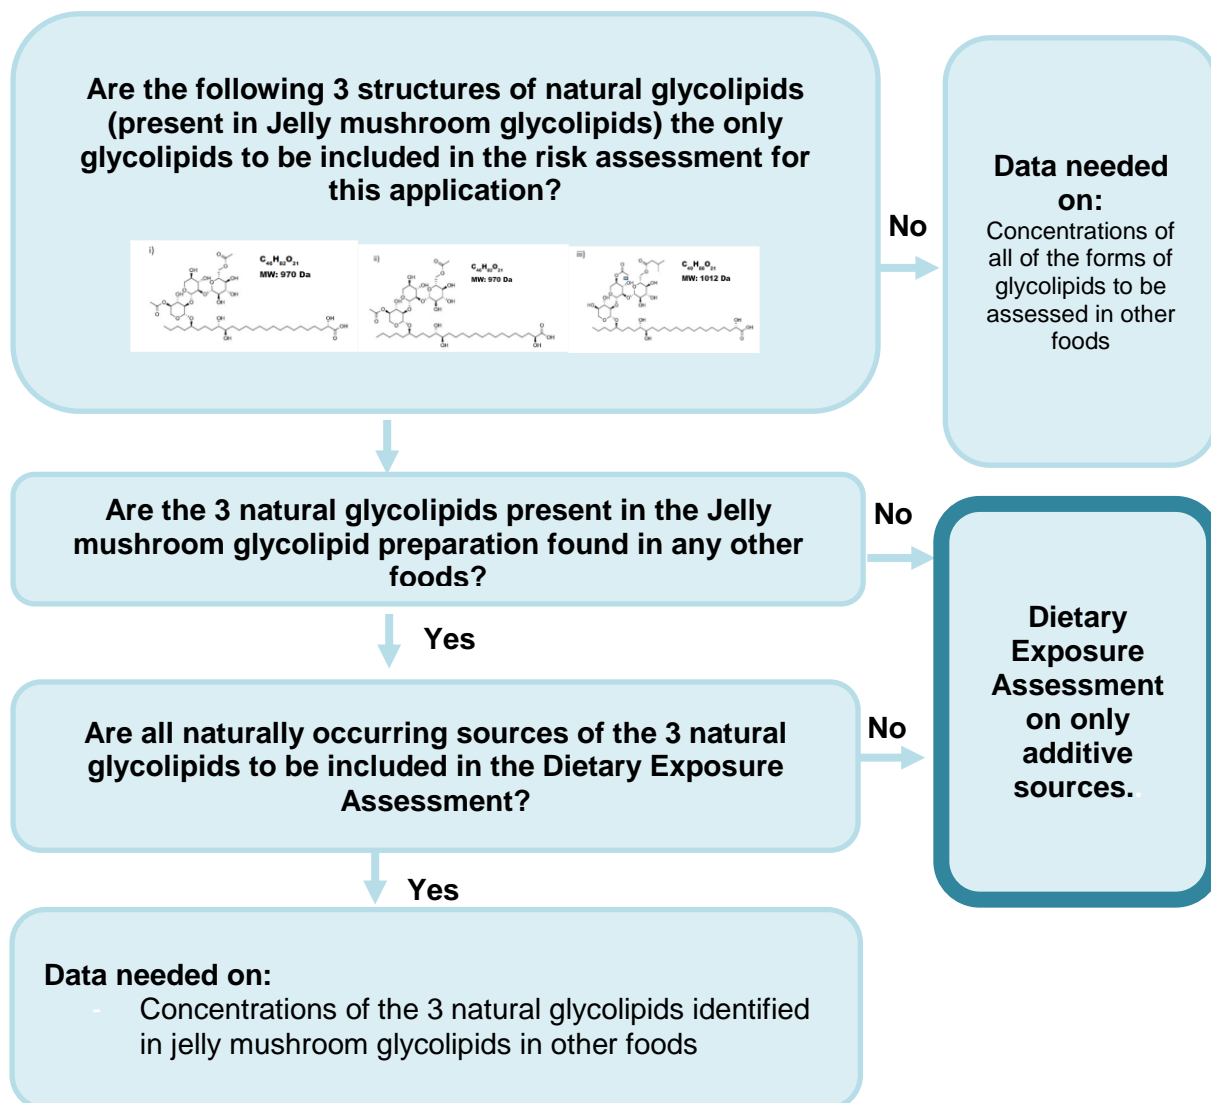 Are the following 3 structures of natural glycolipids
(present in Jelly mushroom glycolipids) the only
glycolipids to be included in the risk assessment for
this application?
i)
C46H82O21
MW: 970 Da
ii)
C46H82O21
MW: 970 Da
iii)
MW: 1012 Da
No
Data needed
on:
Concentrations of
all of the forms of
glycolipids to be
assessed in other
foods
Are the 3 natural glycolipids present in the Jelly
mushroom glycolipid preparation found in any other
foods?
No
Yes
Dietary
Exposure
Assessment
on only
additive
sources.
Are all naturally occurring sources of the 3 natural
glycolipids to be included in the Dietary Exposure
Assessment?
No
Yes
Data needed on:
- Concentrations of the 3 natural glycolipids identified
in jelly mushroom glycolipids in other foods